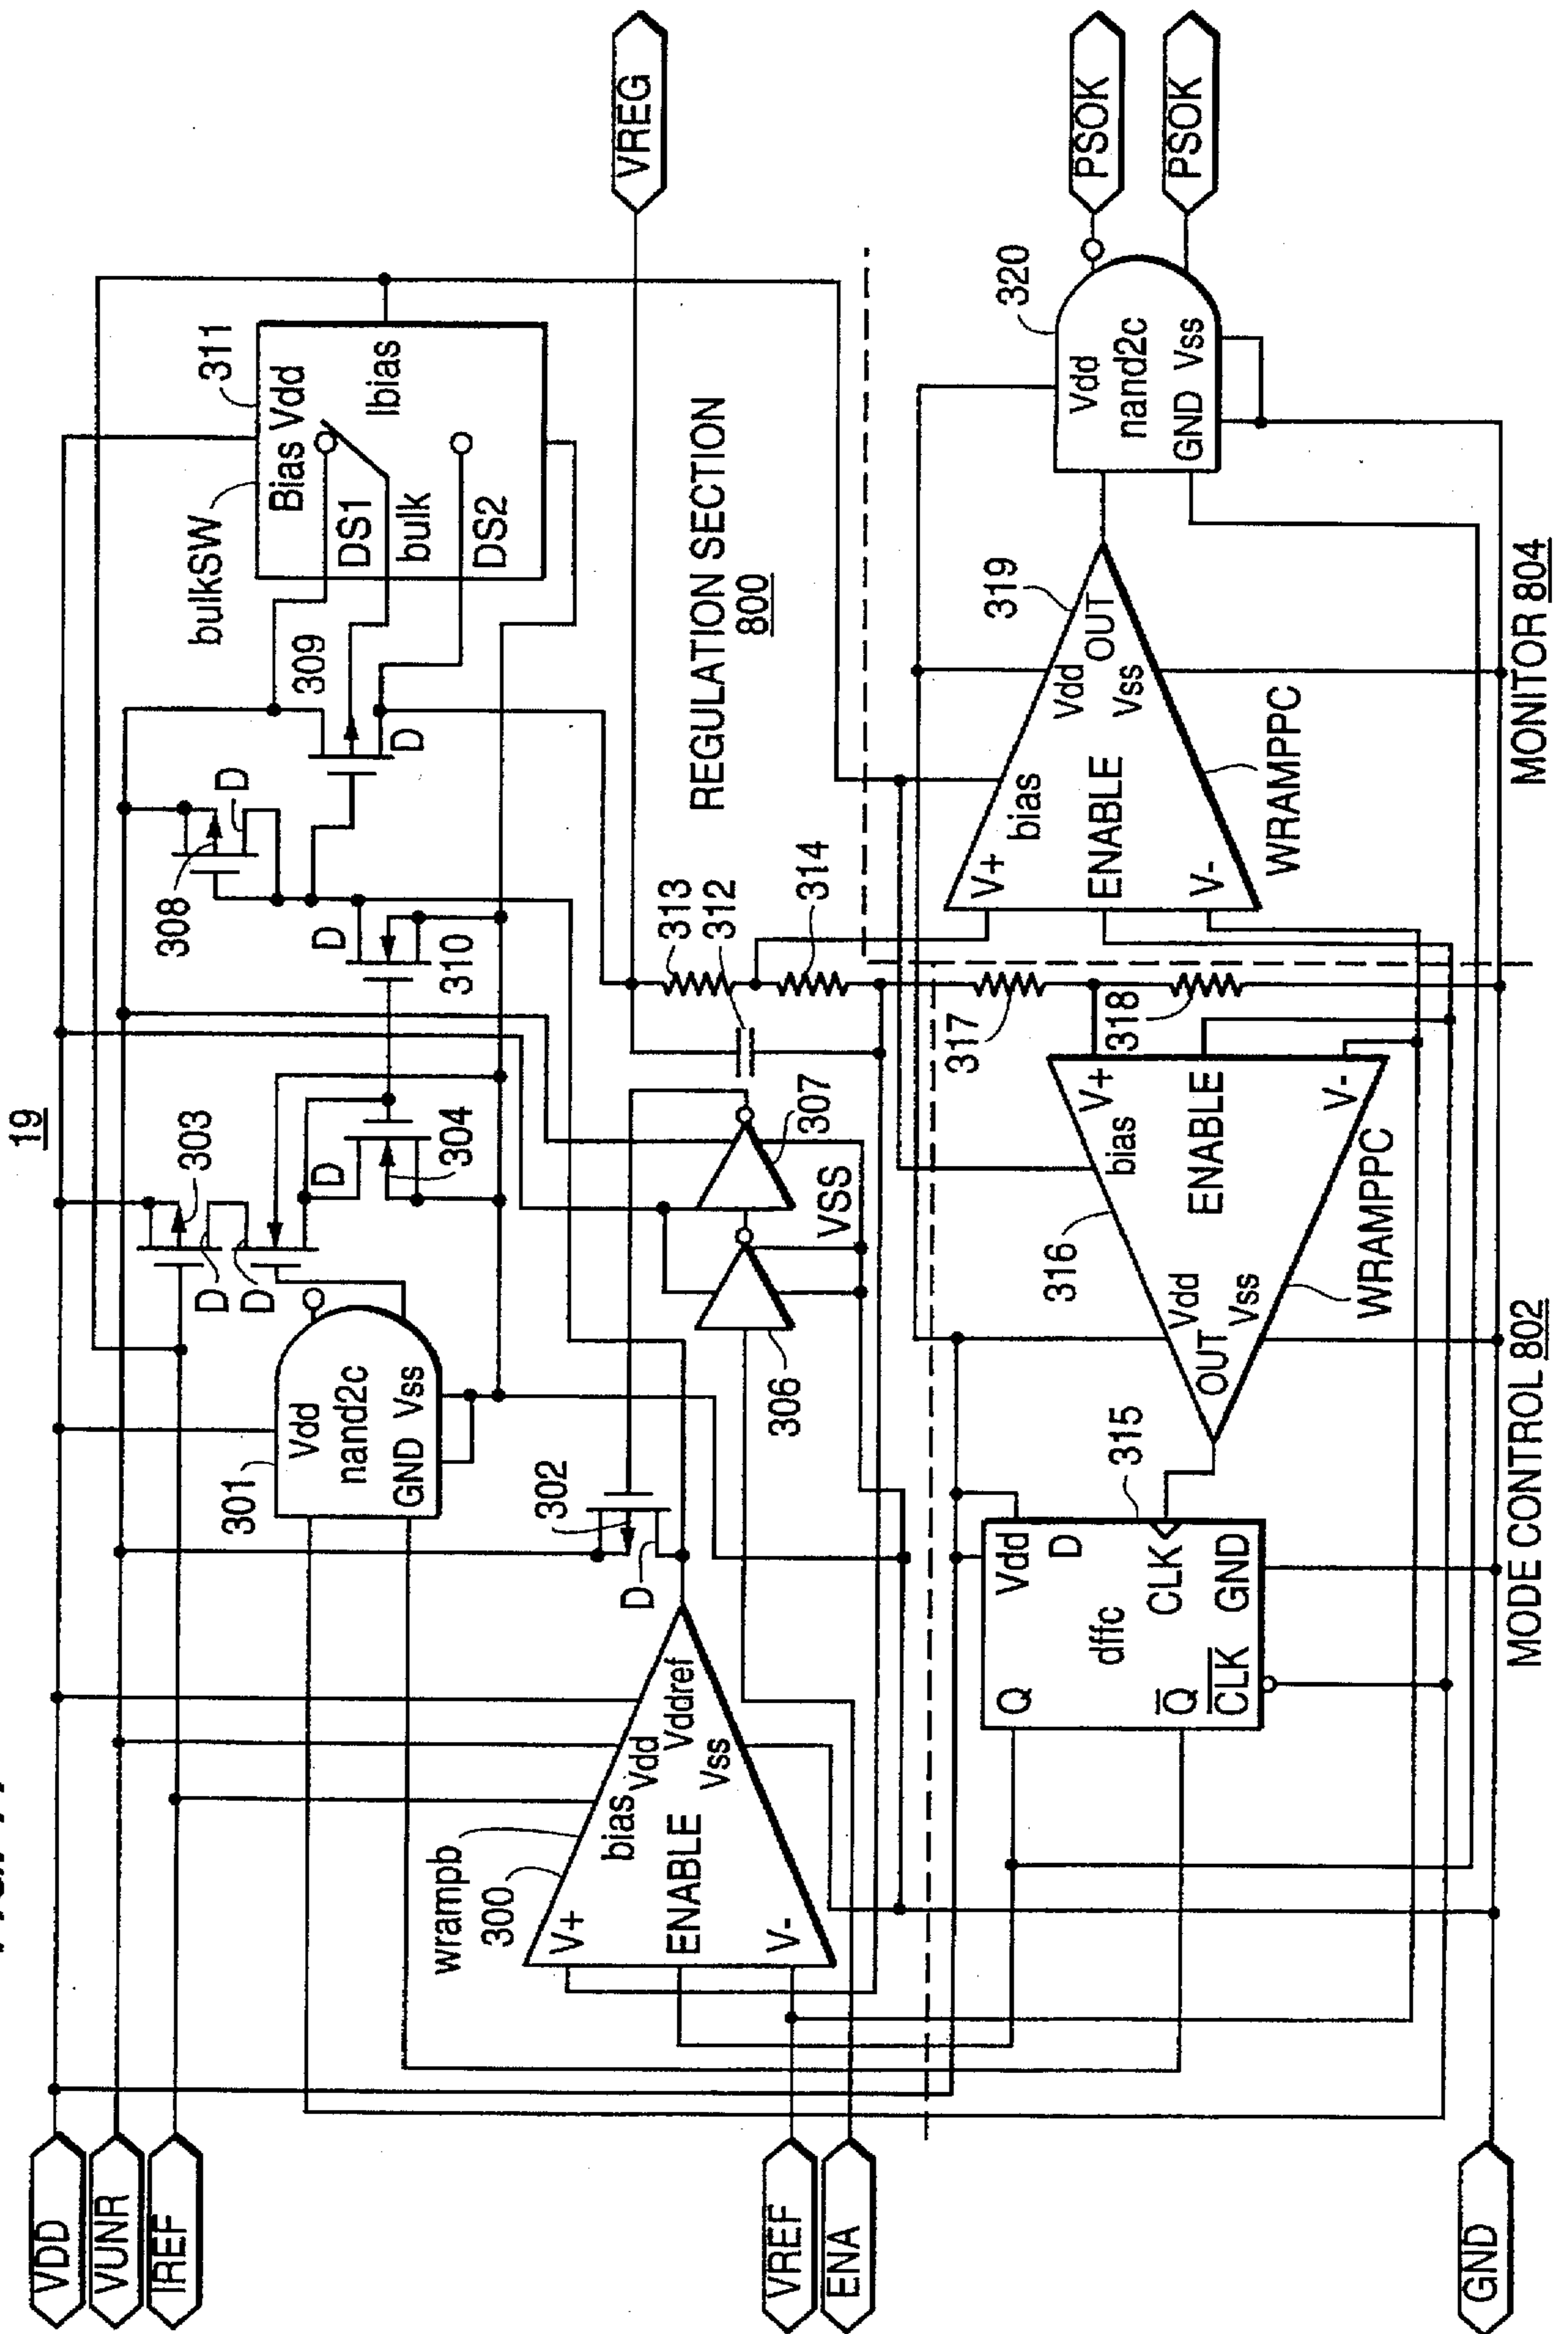 19
VDD
VUNR
IREF
VREF
ENA
GND
VREG
PSOK
PSOK
301
Vdd
nand2c
GND Vss
303
D
D
D
304
302
D
308
D
309
D
310
D
bulkSW
311
Bias Vdd
DS1
bulk
DS2
Ibias
wrampb
300
V+
ENABLE
V-
bias
Vdd
Vddref
Vss
306
307
VSS
313
312
314
REGULATION SECTION
800
317
318
316
V+
bias
ENABLE
V-
Vdd
OUT
Vss
WRAMPPC
315
Vdd
D
Q
dffc
CLK
Q̅
C̅L̅K̅
GND
MODE CONTROL 802
319
V+
bias
ENABLE
V-
Vdd
OUT
Vss
WRAMPPC
320
Vdd
nand2c
GND Vss
MONITOR 804